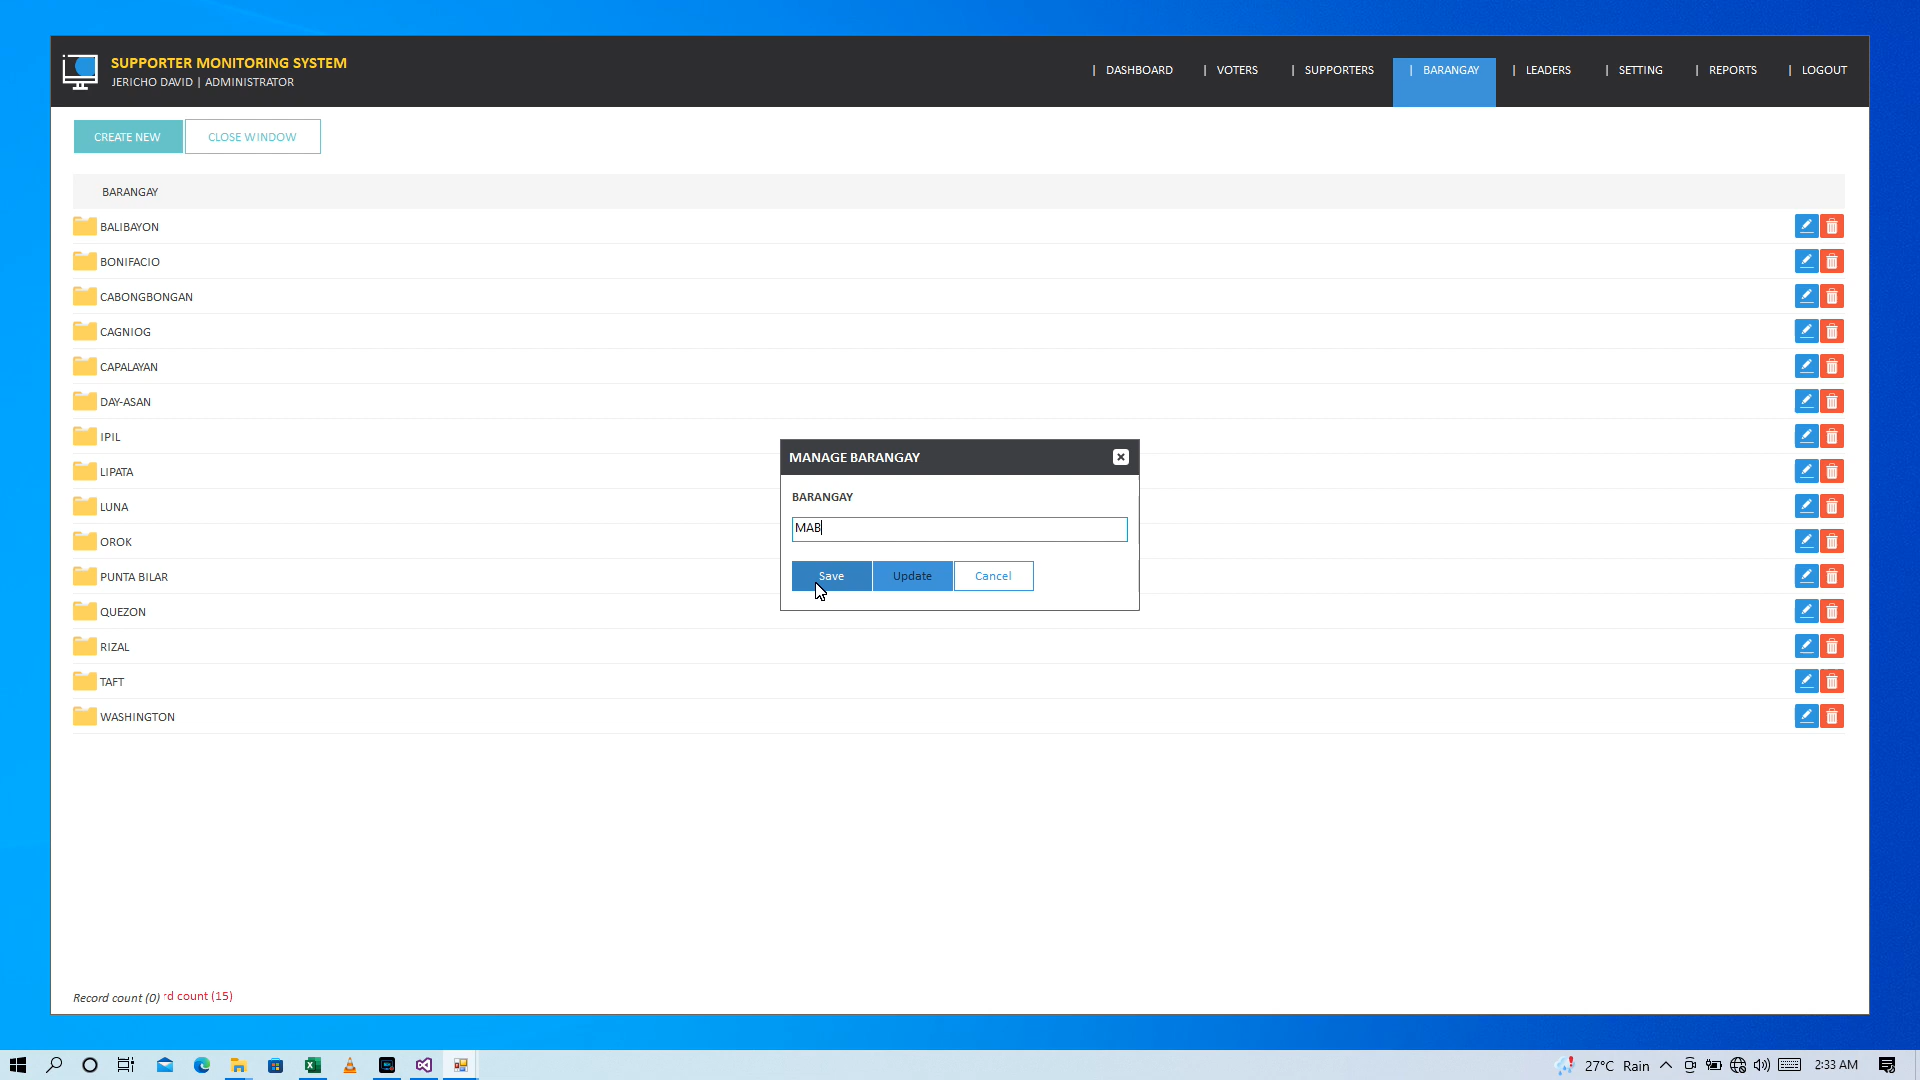 SUPPORTER MONITORING SYSTEM
JERICHO DAVID | ADMINISTRATOR
| DASHBOARD | VOTERS | SUPPORTERS | BARANGAY | LEADERS | SETTING | REPORTS | LOGOUT
CREATE NEW CLOSE WINDOW
BARANGAY
BALIBAYON
BONIFACIO
CABONGBONGAN
CAGNIOG
CAPALAYAN
DAY-ASAN
IPIL
LIPATA
LUNA
OROK
PUNTA BILAR
QUEZON
RIZAL
TAFT
WASHINGTON
MANAGE BARANGAY
BARANGAY
MAB
Save Update Cancel
Record count (0) rd count (15)
27°C Rain 2:33 AM